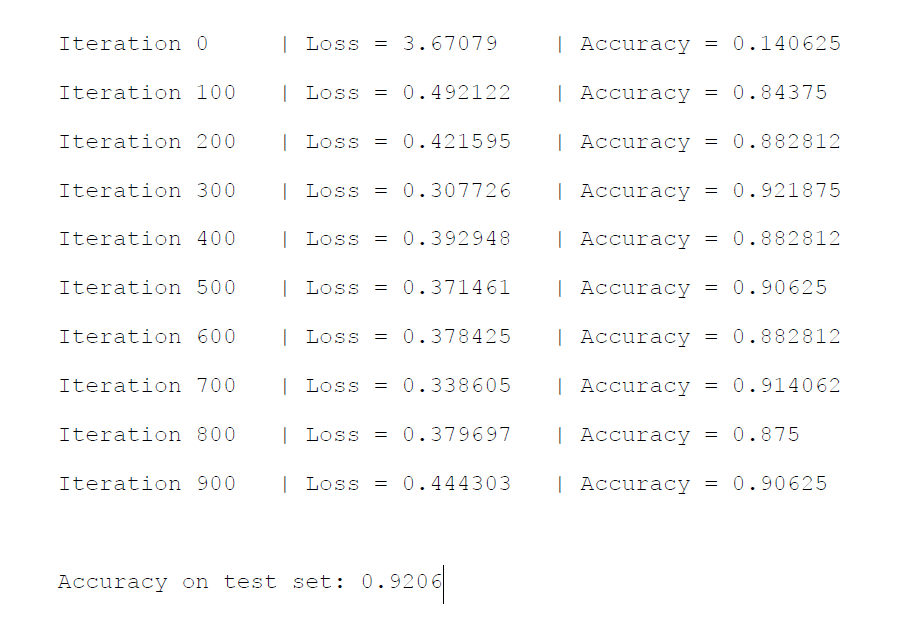 Iteration 0 | Loss = 3.67079 | Accuracy = 0.140625
Iteration 100 | Loss = 0.492122 | Accuracy = 0.84375
Iteration 200 | Loss = 0.421595 | Accuracy = 0.882812
Iteration 300 | Loss = 0.307726 | Accuracy = 0.921875
Iteration 400 | Loss = 0.392948 | Accuracy = 0.882812
Iteration 500 | Loss = 0.371461 | Accuracy = 0.90625
Iteration 600 | Loss = 0.378425 | Accuracy = 0.882812
Iteration 700 | Loss = 0.338605 | Accuracy = 0.914062
Iteration 800 | Loss = 0.379697 | Accuracy = 0.875
Iteration 900 | Loss = 0.444303 | Accuracy = 0.90625
Accuracy on test set: 0.9206